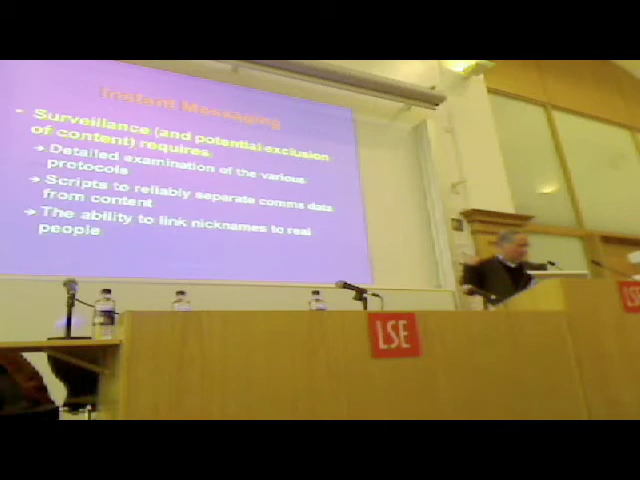 Instant Messaging
• Surveillance (and potential exclusion
of content) requires:
→ Detailed examination of the various
protocols
→ Scripts to reliably separate comms data
from content
→ The ability to link nicknames to real
people
LSE
LSE